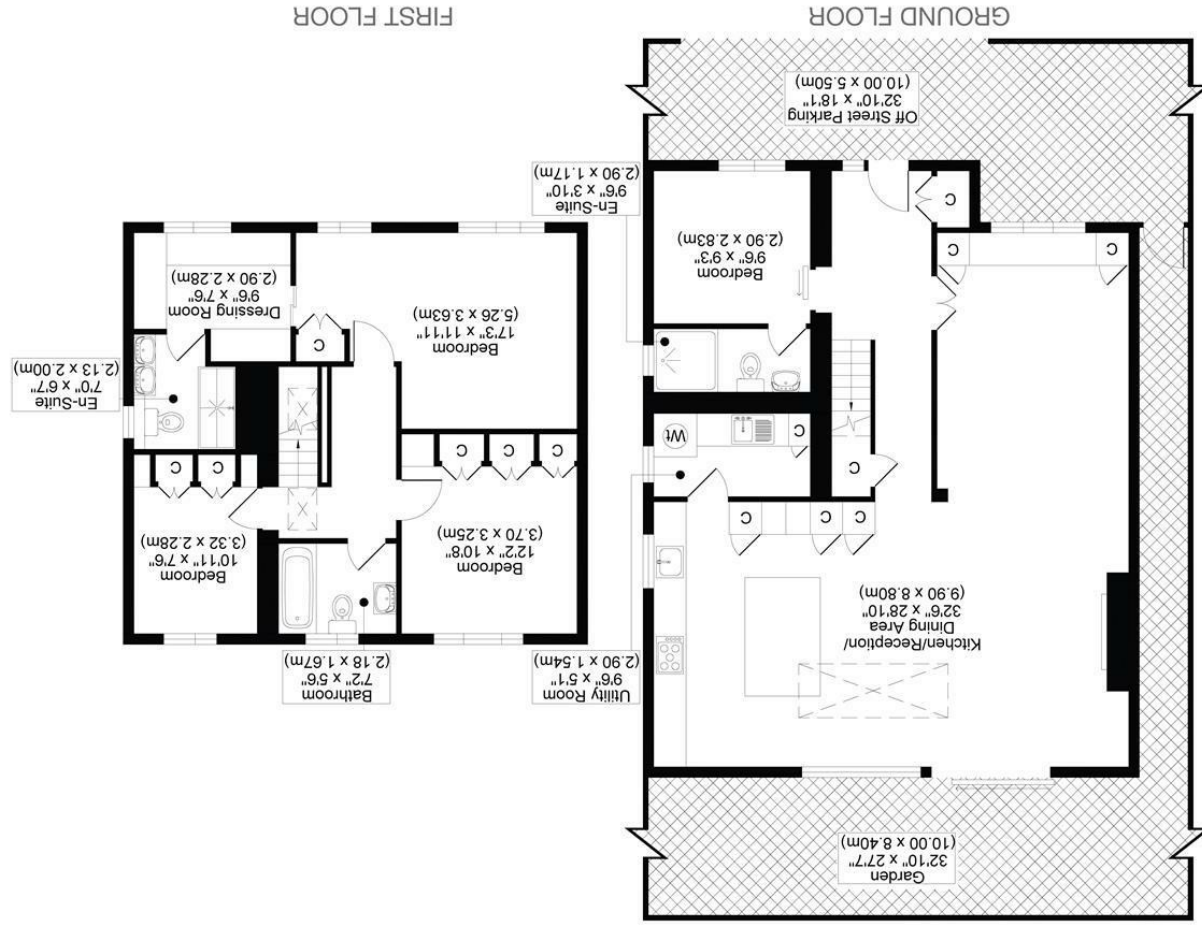 GROUND FLOOR
FIRST FLOOR
Garden
32'10" x 27'7"
(10.00 x 8.40m)
Kitchen/Reception/
Dining Area
32'6" x 28'10"
(9.90 x 8.80m)
C
C
C
C
C
C
C
Wt
Utility Room
9'6" x 5'1"
(2.90 x 1.54m)
En-Suite
9'6" x 3'10"
(2.90 x 1.17m)
Bedroom
9'6" x 9'3"
(2.90 x 2.83m)
Off Street Parking
32'10" x 18'1"
(10.00 x 5.50m)
C
Bathroom
7'2" x 5'6"
(2.18 x 1.67m)
Bedroom
12'2" x 10'8"
(3.70 x 3.25m)
Bedroom
10'11" x 7'6"
(3.32 x 2.28m)
C
C
C
C
C
C
En-Suite
7'0" x 6'7"
(2.13 x 2.00m)
Bedroom
17'3" x 11'11"
(5.26 x 3.63m)
Dressing Room
9'6" x 7'6"
(2.90 x 2.28m)